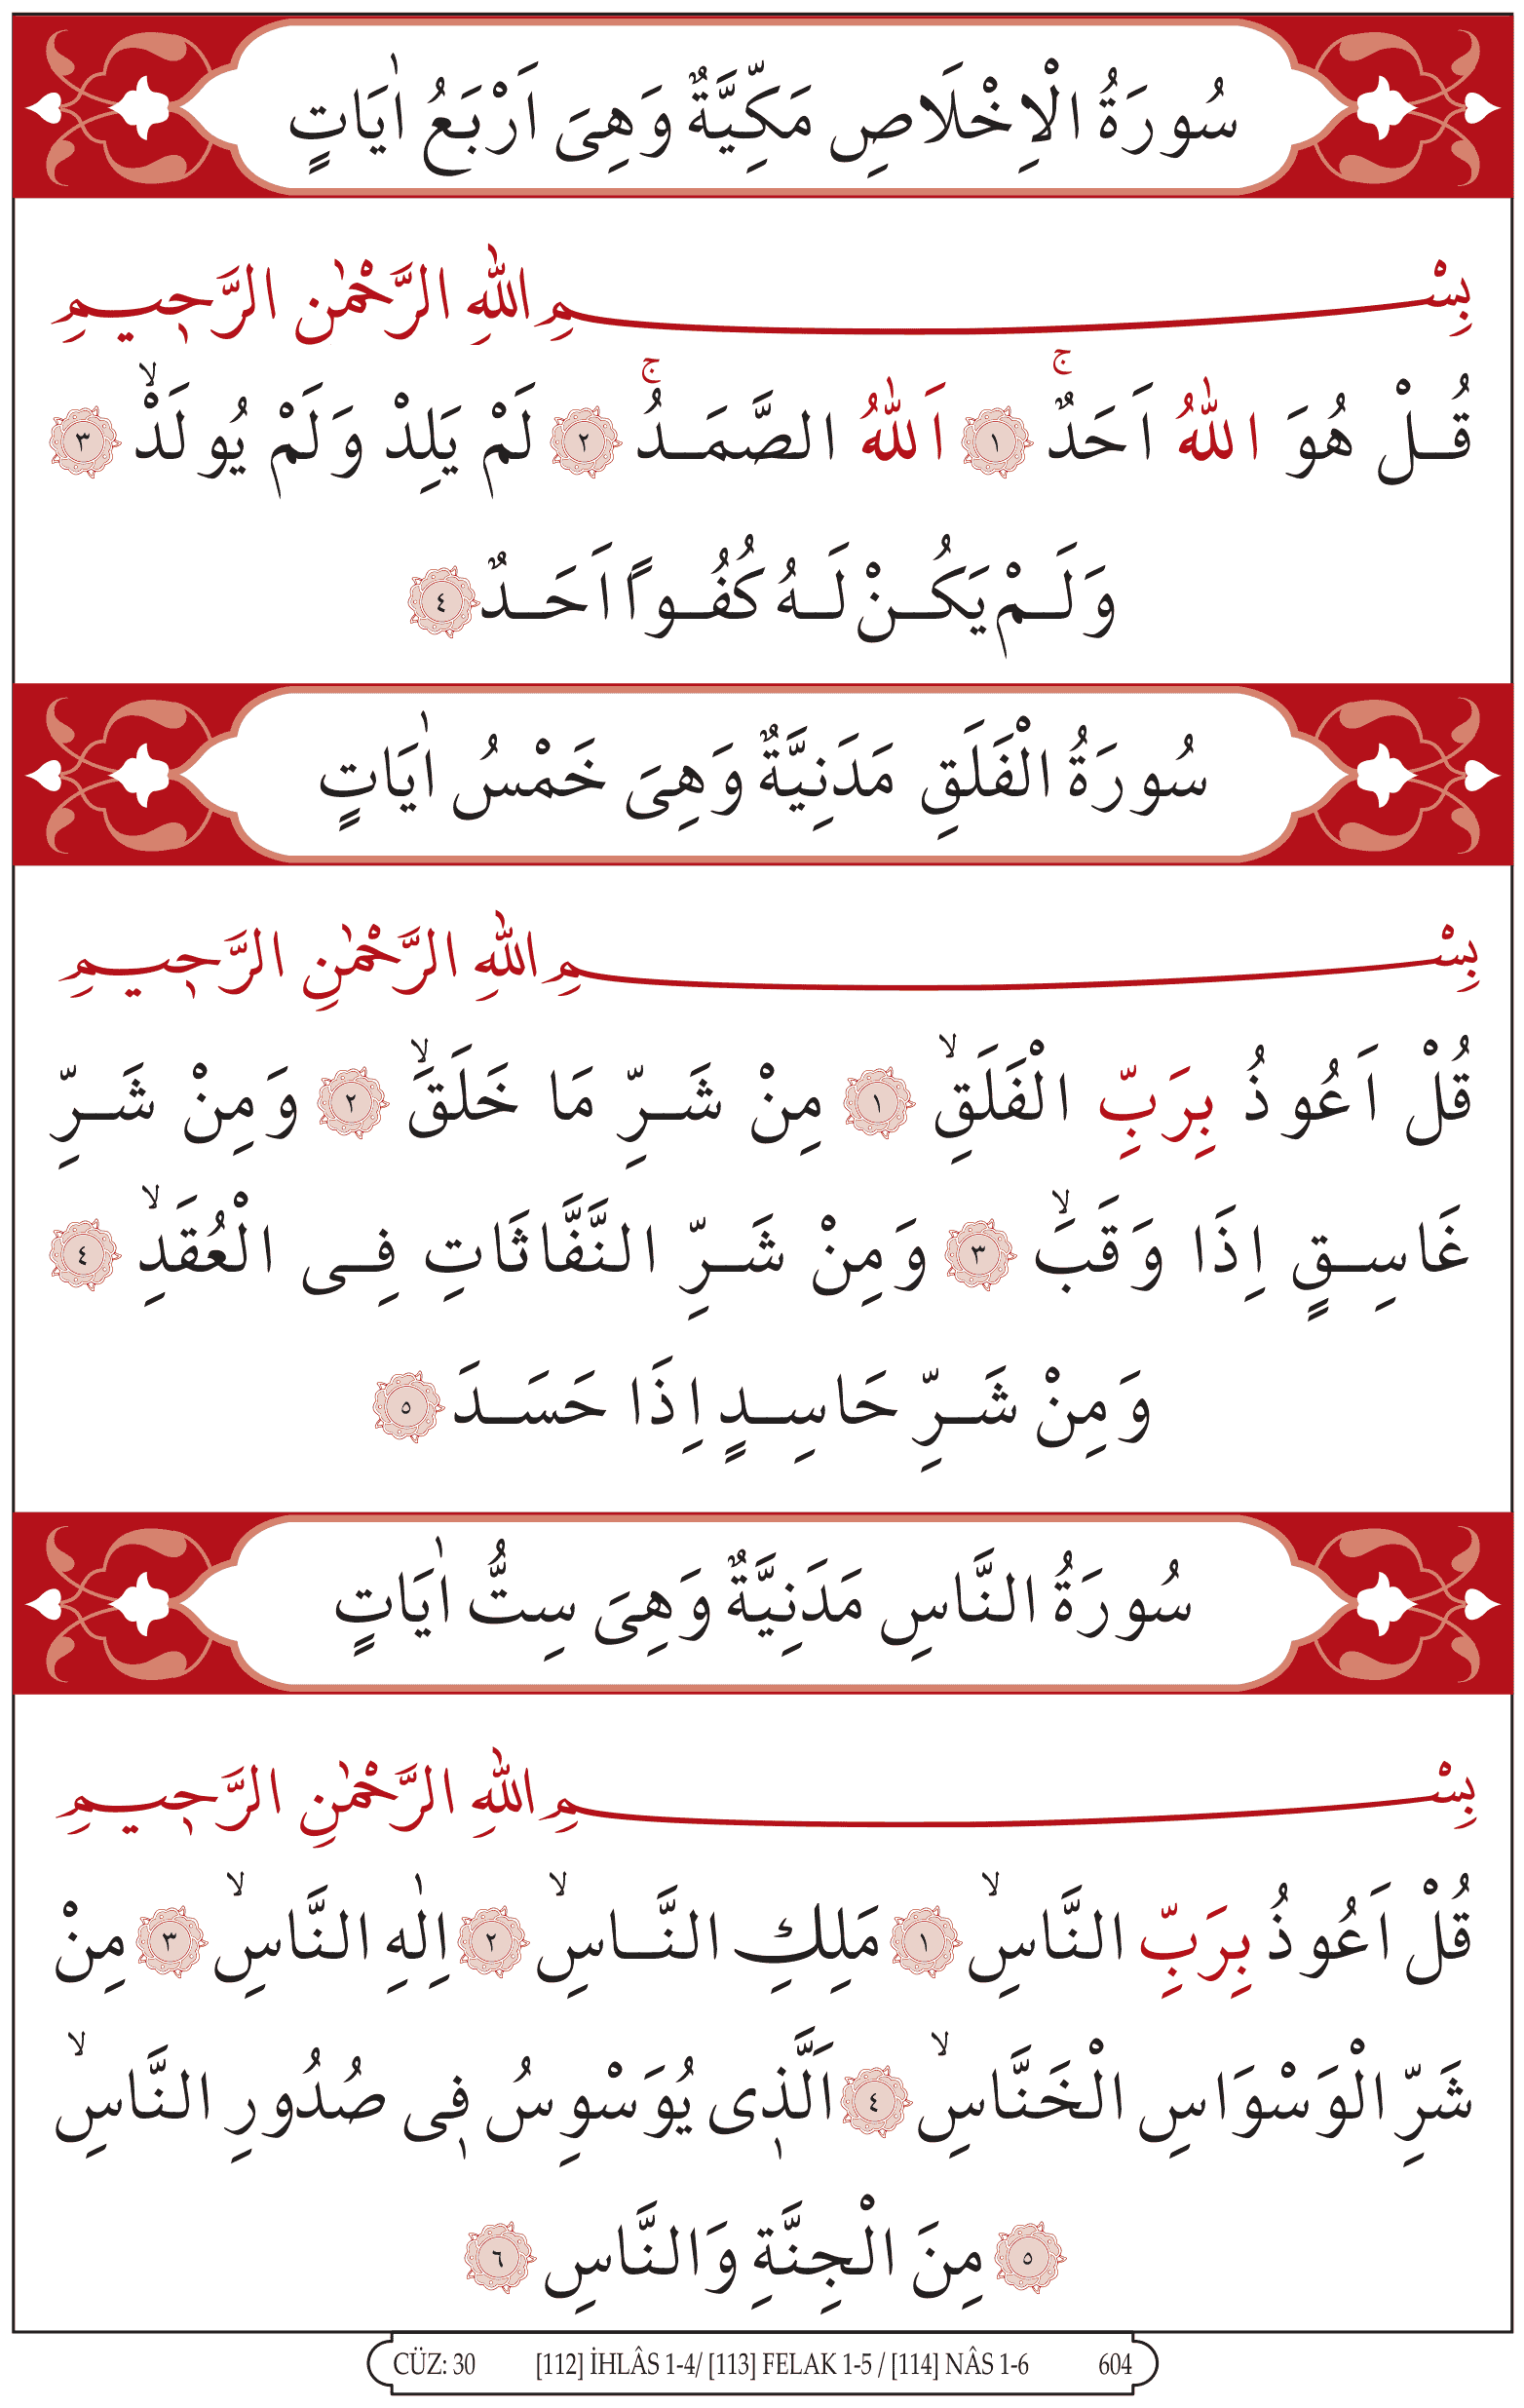 سُورَةُ الْاِخْلَاصِ مَكِّيَّةٌ وَهِىَ اَرْبَعُ اٰيَاتٍ
بِسْمِ اللّٰهِ الرَّحْمٰنِ الرَّحٖيمِ
قُلْ هُوَ اللّٰهُ اَحَدٌۚ ١ اَللّٰهُ الصَّمَدُۚ ٢ لَمْ يَلِدْ وَلَمْ يُولَدْۙ ٣
وَلَمْ يَكُنْ لَهُ كُفُواً اَحَدٌ ٤
سُورَةُ الْفَلَقِ مَدَنِيَّةٌ وَهِىَ خَمْسُ اٰيَاتٍ
بِسْمِ اللّٰهِ الرَّحْمٰنِ الرَّحٖيمِ
قُلْ اَعُوذُ بِرَبِّ الْفَلَقِۙ ١ مِنْ شَرِّ مَا خَلَقَۙ ٢ وَمِنْ شَرِّ
غَاسِقٍ اِذَا وَقَبَۙ ٣ وَمِنْ شَرِّ النَّفَّاثَاتِ فِى الْعُقَدِۙ ٤
وَمِنْ شَرِّ حَاسِدٍ اِذَا حَسَدَ ٥
سُورَةُ النَّاسِ مَدَنِيَّةٌ وَهِىَ سِتُّ اٰيَاتٍ
بِسْمِ اللّٰهِ الرَّحْمٰنِ الرَّحٖيمِ
قُلْ اَعُوذُ بِرَبِّ النَّاسِۙ ١ مَلِكِ النَّاسِۙ ٢ اِلٰهِ النَّاسِۙ ٣ مِنْ
شَرِّ الْوَسْوَاسِ الْخَنَّاسِۙ ٤ اَلَّذٖى يُوَسْوِسُ فٖى صُدُورِ النَّاسِۙ
٥ مِنَ الْجِنَّةِ وَالنَّاسِ ٦
CÜZ: 30 [112] İHLÂS 1-4/ [113] FELAK 1-5 / [114] NÂS 1-6 604